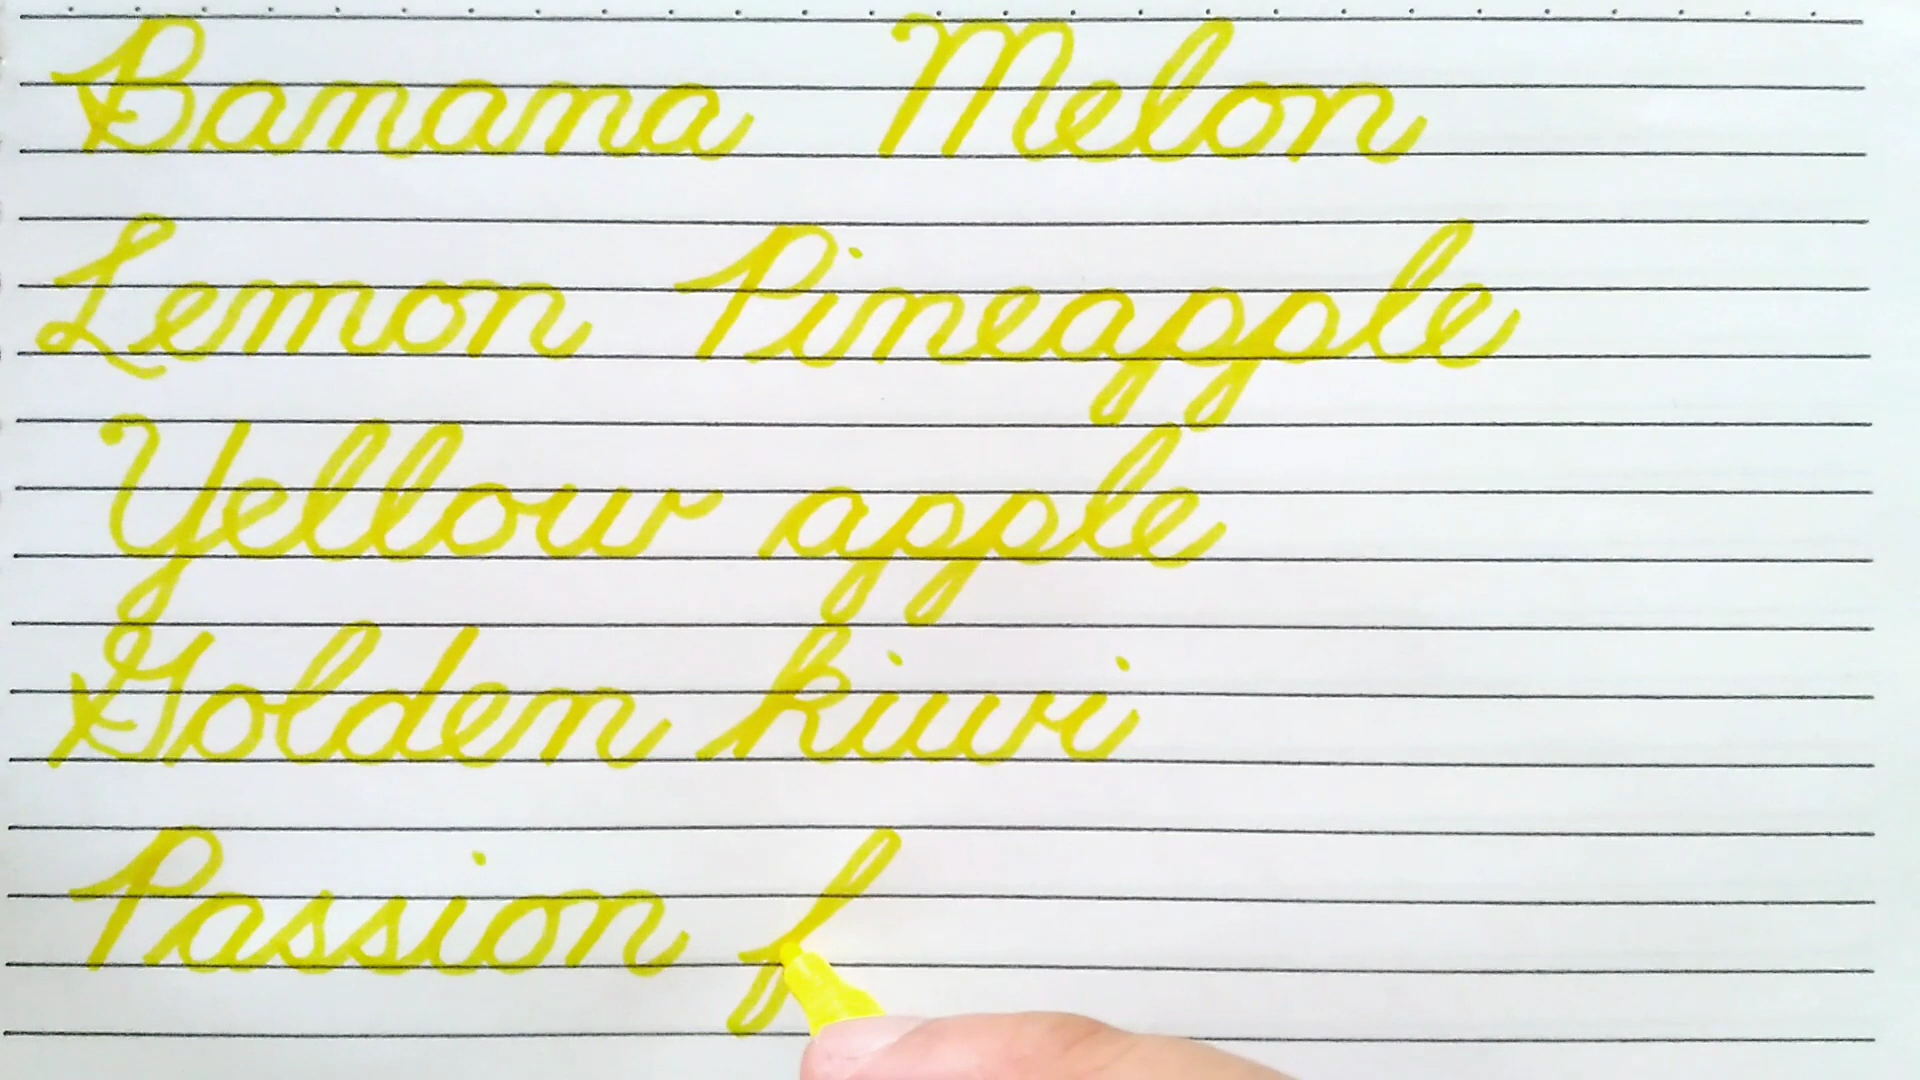 Banana Melon
Lemon Pineapple
Yellow apple
Golden kiwi
Passion f